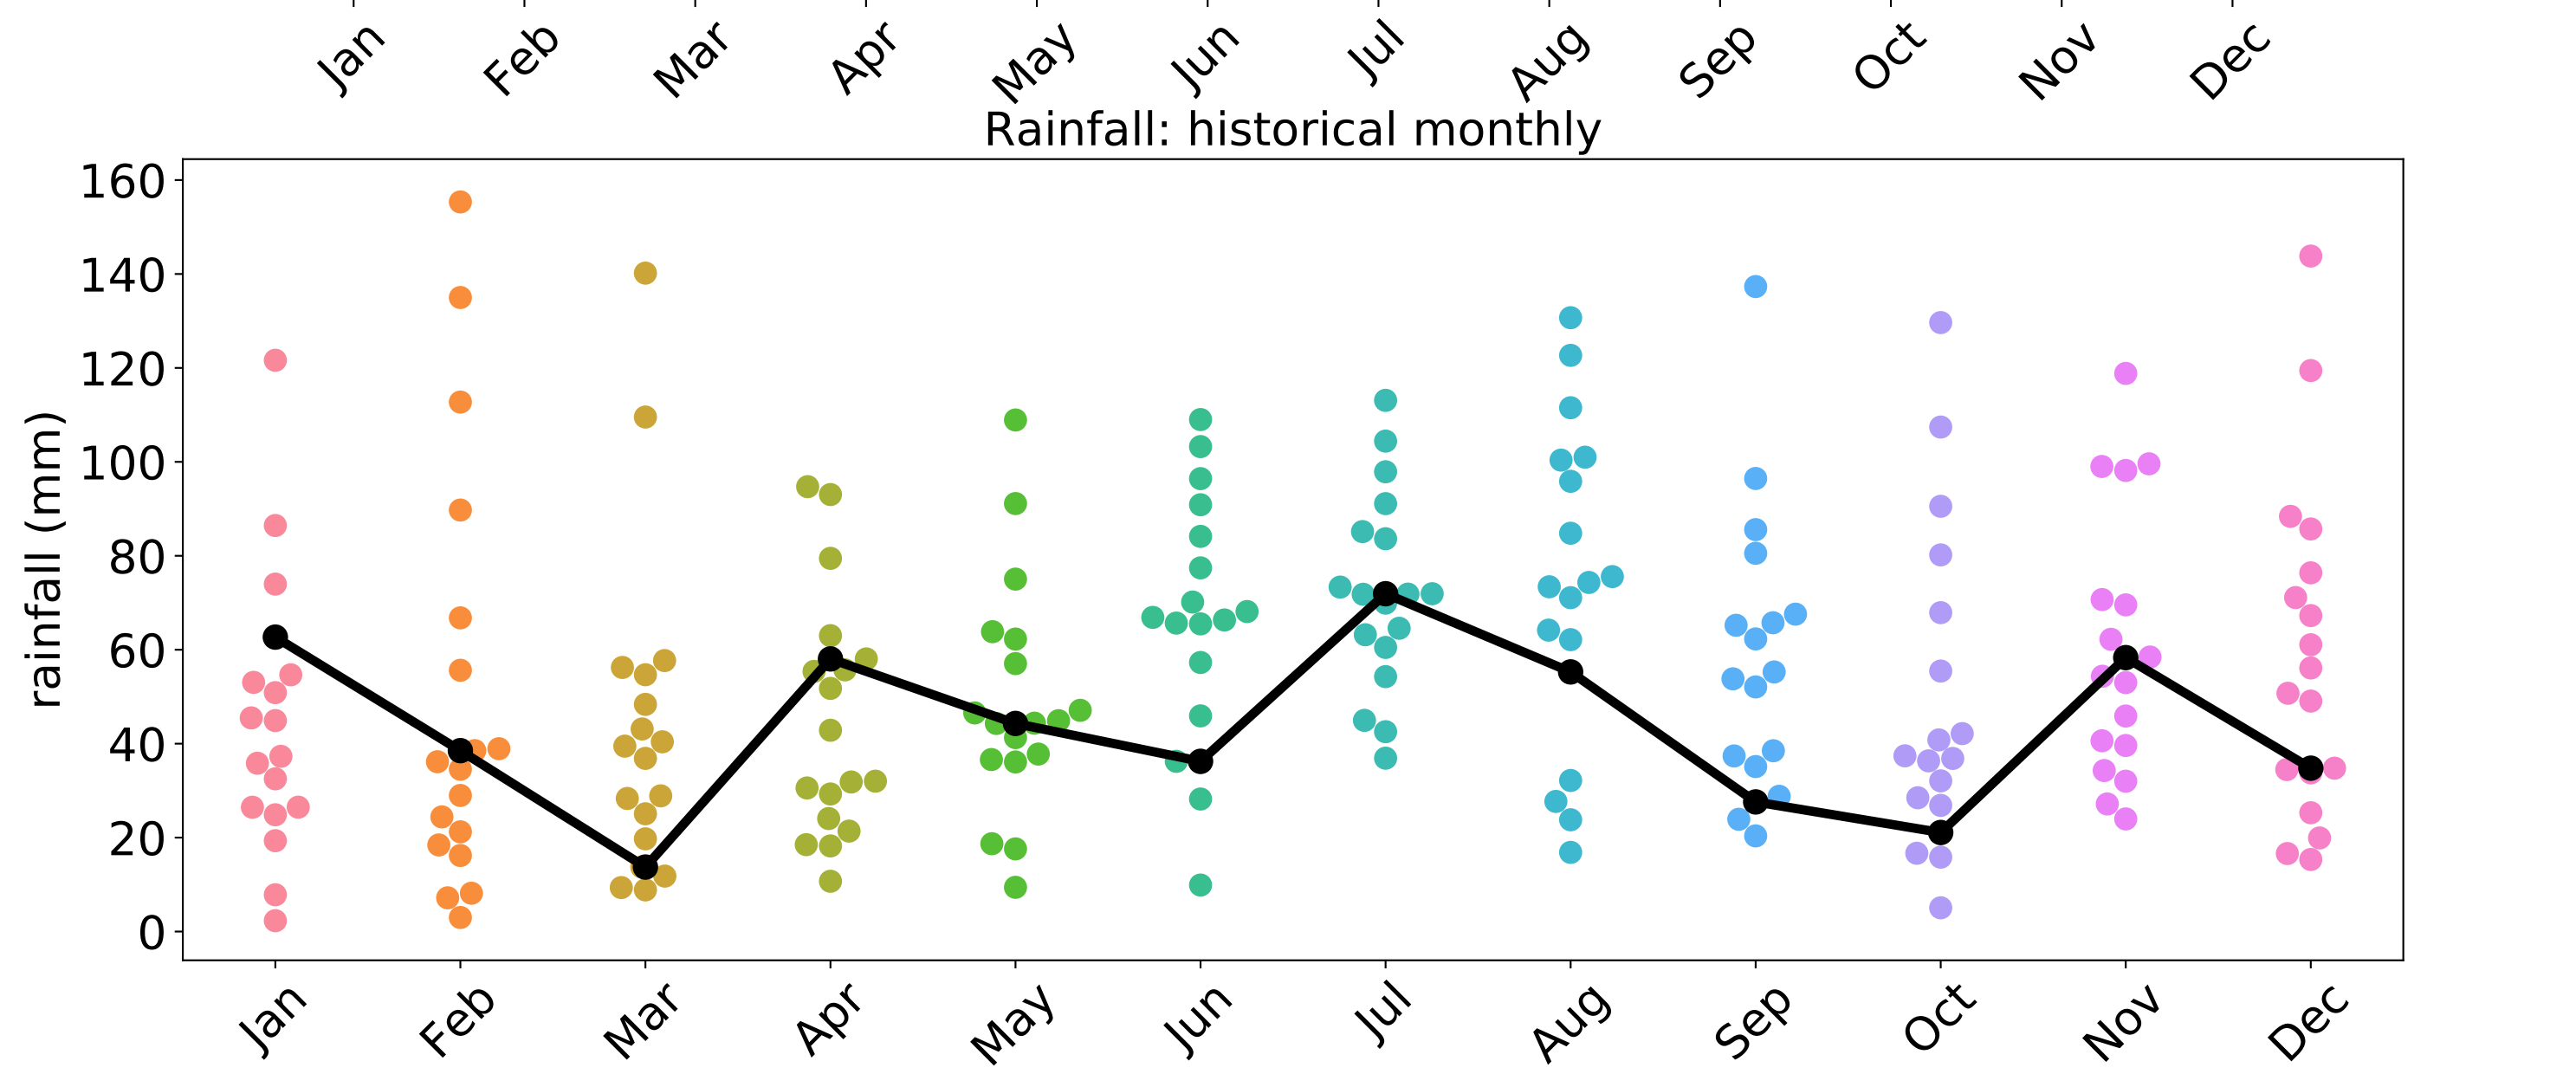 Jan Feb Mar Apr May Jun Jul Aug Sep Oct Nov Dec
Rainfall: historical monthly
rainfall (mm)
160
140
120
100
80
60
40
20
0
Jan Feb Mar Apr May Jun Jul Aug Sep Oct Nov Dec